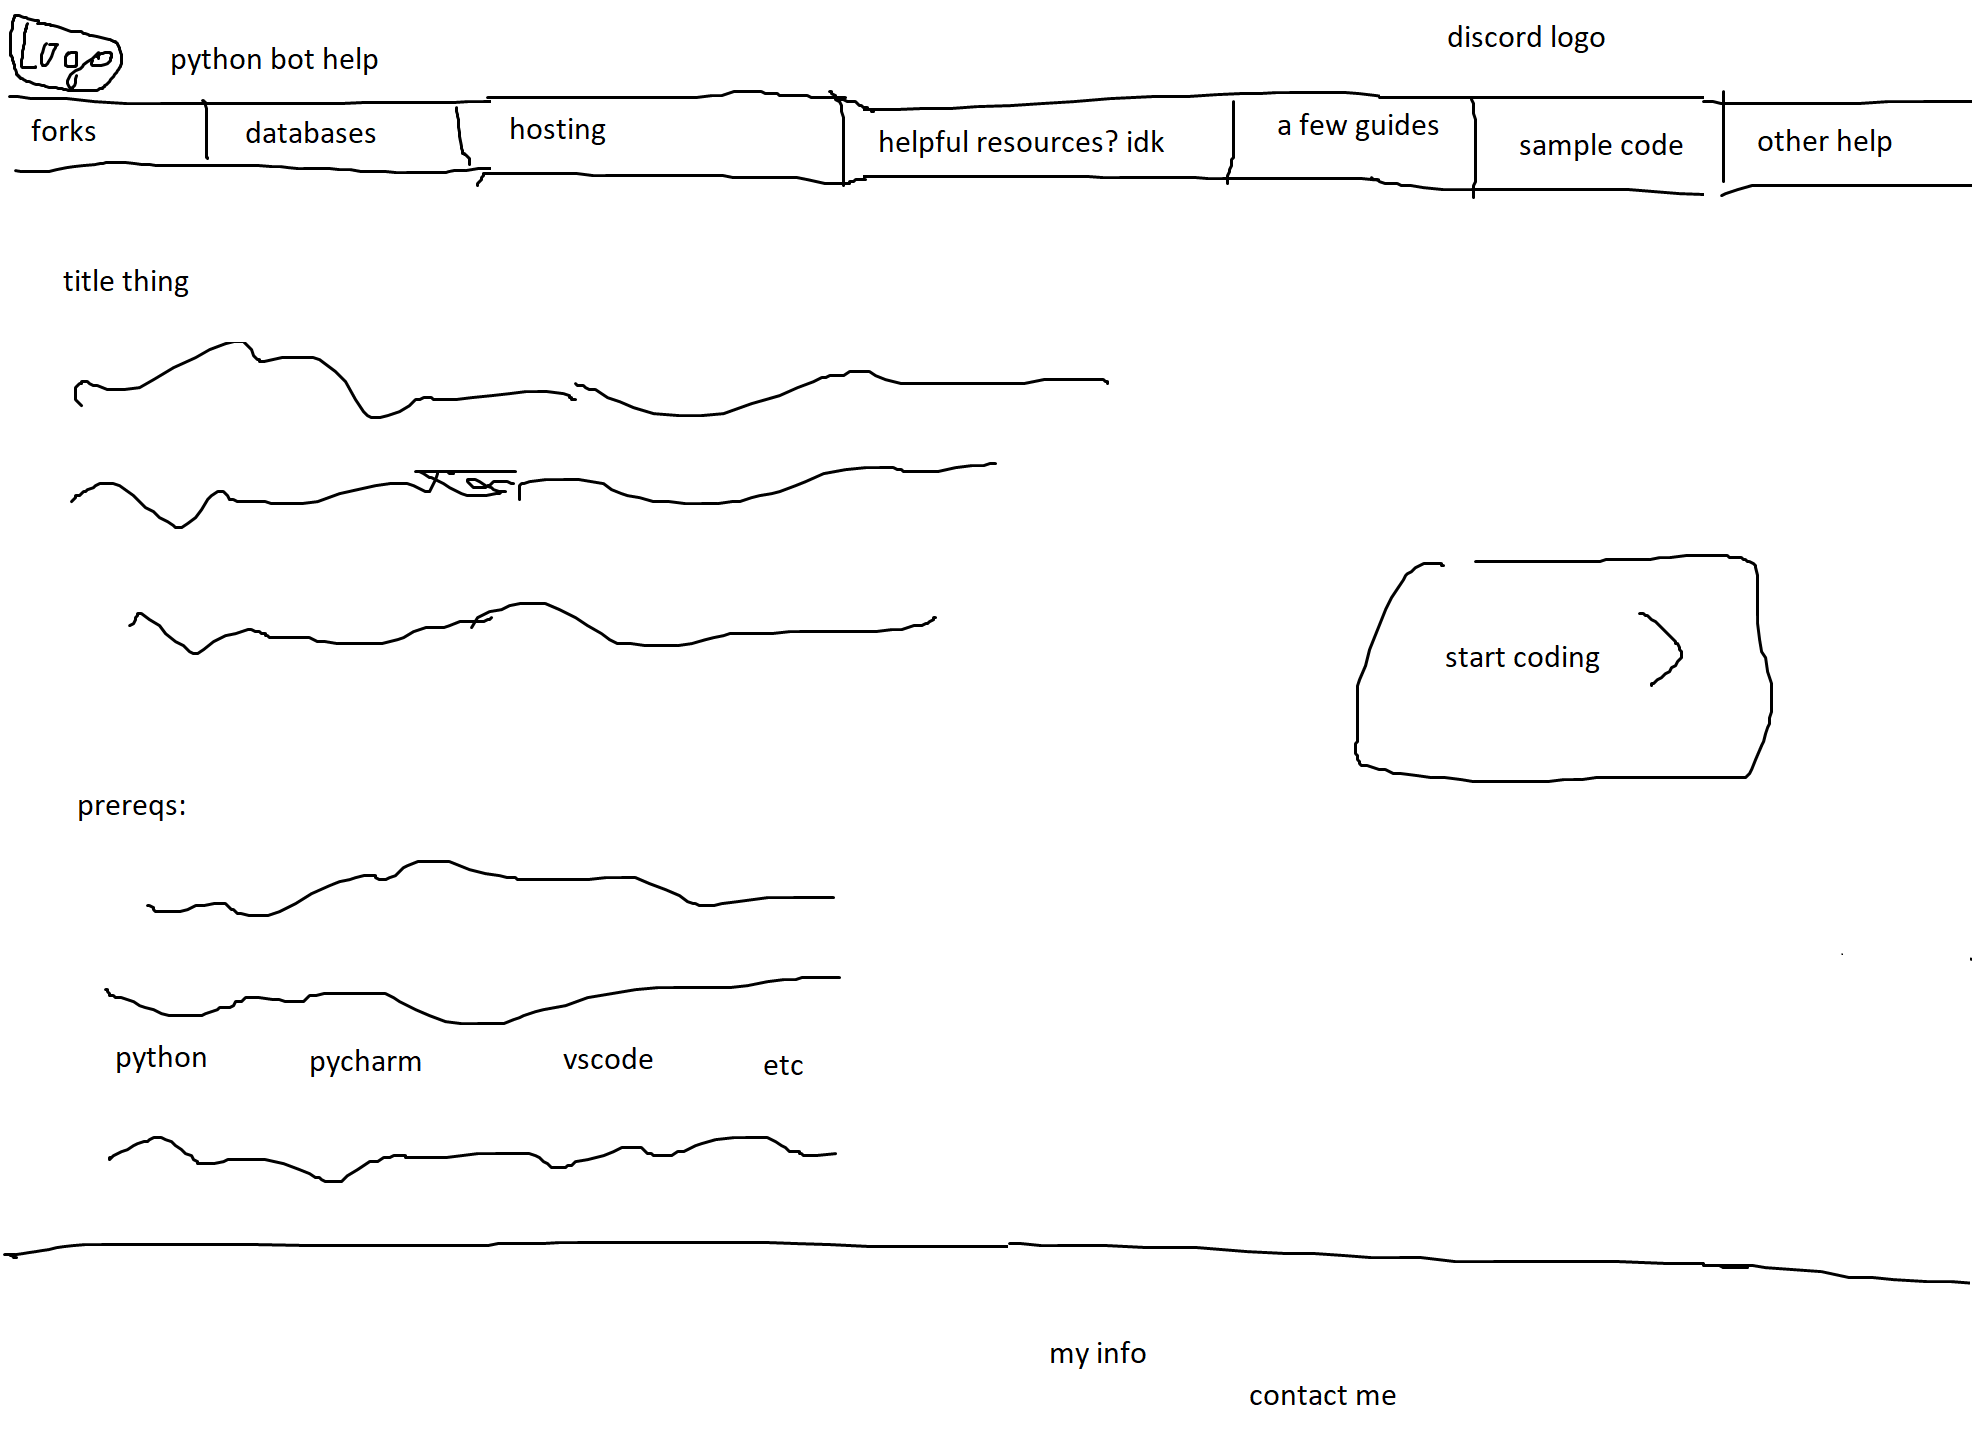 Logo
python bot help
discord logo
forks
databases
hosting
helpful resources? idk
a few guides
sample code
other help
title thing
start coding
prereqs:
python
pycharm
vscode
etc
my info
contact me